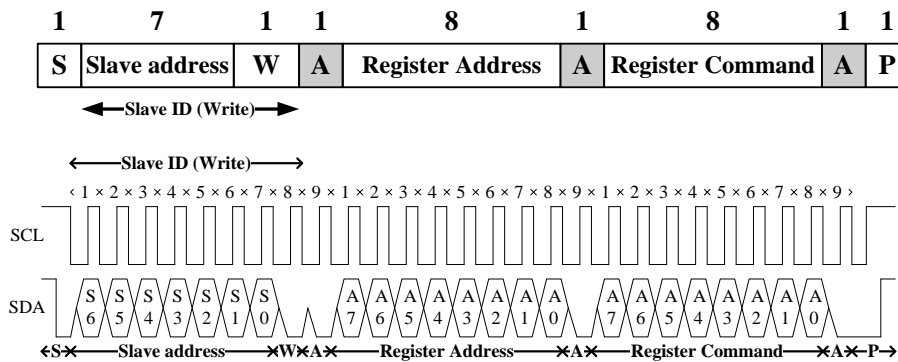 1 7 1 1 8 1 8 1 1
S Slave address W A Register Address A Register Command A P
Slave ID (Write)
Slave ID (Write)
1 × 2 × 3 × 4 × 5 × 6 × 7 × 8 × 9 × 1 × 2 × 3 × 4 × 5 × 6 × 7 × 8 × 9 × 1 × 2 × 3 × 4 × 5 × 6 × 7 × 8 × 9
SCL
SDA S6 S5 S4 S3 S2 S1 S0 A7 A6 A5 A4 A3 A2 A1 A0 A7 A6 A5 A4 A3 A2 A1 A0
S Slave address W A Register Address A Register Command A P